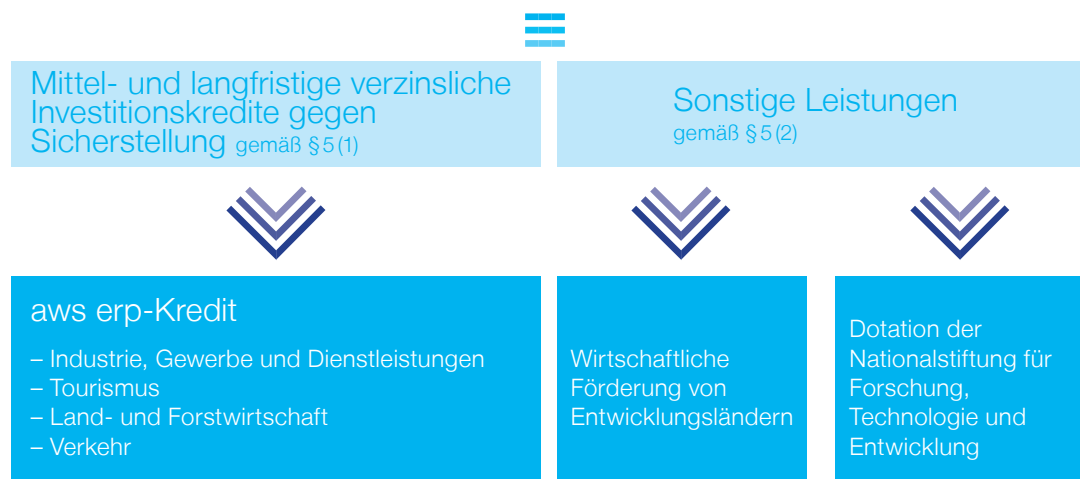 Mittel- und langfristige verzinsliche
Investitionskredite gegen
Sicherstellung gemäß § 5 (1)
Sonstige Leistungen
gemäß § 5 (2)
aws erp-Kredit
– Industrie, Gewerbe und Dienstleistungen
– Tourismus
– Land- und Forstwirtschaft
– Verkehr
Wirtschaftliche
Förderung von
Entwicklungsländern
Dotation der
Nationalstiftung für
Forschung,
Technologie und
Entwicklung